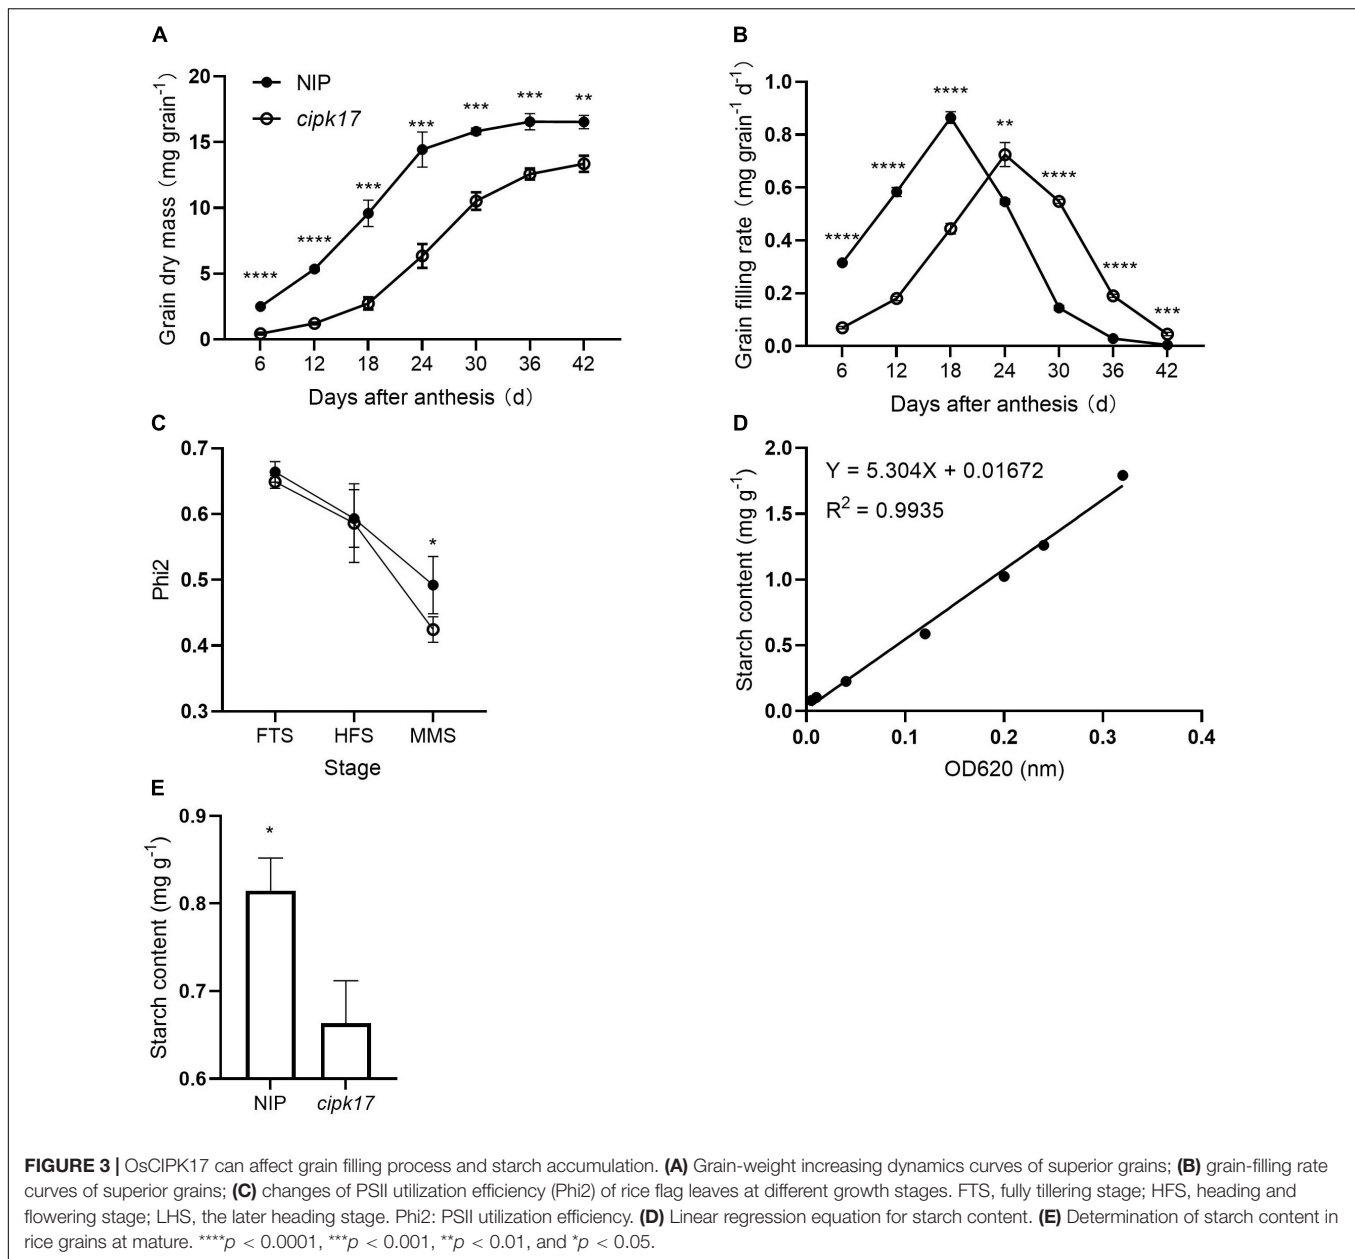 A
20
15
10
5
0
Grain dry mass (mg grain⁻¹)
NIP
cipk17
****
****
***
***
***
***
**
6 12 18 24 30 36 42
Days after anthesis (d)
B
1.0
0.8
0.6
0.4
0.2
0.0
Grain filling rate (mg grain⁻¹ d⁻¹)
****
****
****
**
****
****
***
6 12 18 24 30 36 42
Days after anthesis (d)
C
0.7
0.6
0.5
0.4
0.3
Phi2
*
FTS HFS MMS
Stage
D
2.0
1.5
1.0
0.5
0.0
Starch content (mg g⁻¹)
Y = 5.304X + 0.01672
R² = 0.9935
0.0 0.1 0.2 0.3 0.4
OD620 (nm)
E
0.9
0.8
0.7
0.6
Starch content (mg g⁻¹)
*
NIP cipk17
FIGURE 3 | OsCIPK17 can affect grain filling process and starch accumulation. (A) Grain-weight increasing dynamics curves of superior grains; (B) grain-filling rate
curves of superior grains; (C) changes of PSII utilization efficiency (Phi2) of rice flag leaves at different growth stages. FTS, fully tillering stage; HFS, heading and
flowering stage; LHS, the later heading stage. Phi2: PSII utilization efficiency. (D) Linear regression equation for starch content. (E) Determination of starch content in
rice grains at mature. ****p < 0.0001, ***p < 0.001, **p < 0.01, and *p < 0.05.